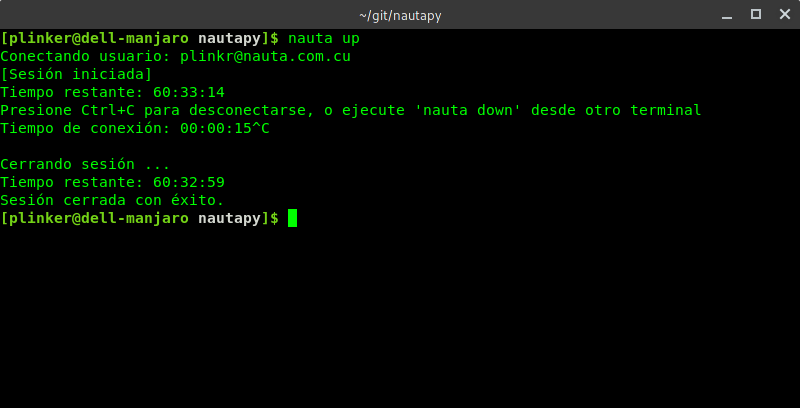 ~/git/nautapy
[plinker@dell-manjaro nautapy]$ nauta up
Conectando usuario: plinkr@nauta.com.cu
[Sesión iniciada]
Tiempo restante: 60:33:14
Presione Ctrl+C para desconectarse, o ejecute 'nauta down' desde otro terminal
Tiempo de conexión: 00:00:15^C
Cerrando sesión ...
Tiempo restante: 60:32:59
Sesión cerrada con éxito.
[plinker@dell-manjaro nautapy]$